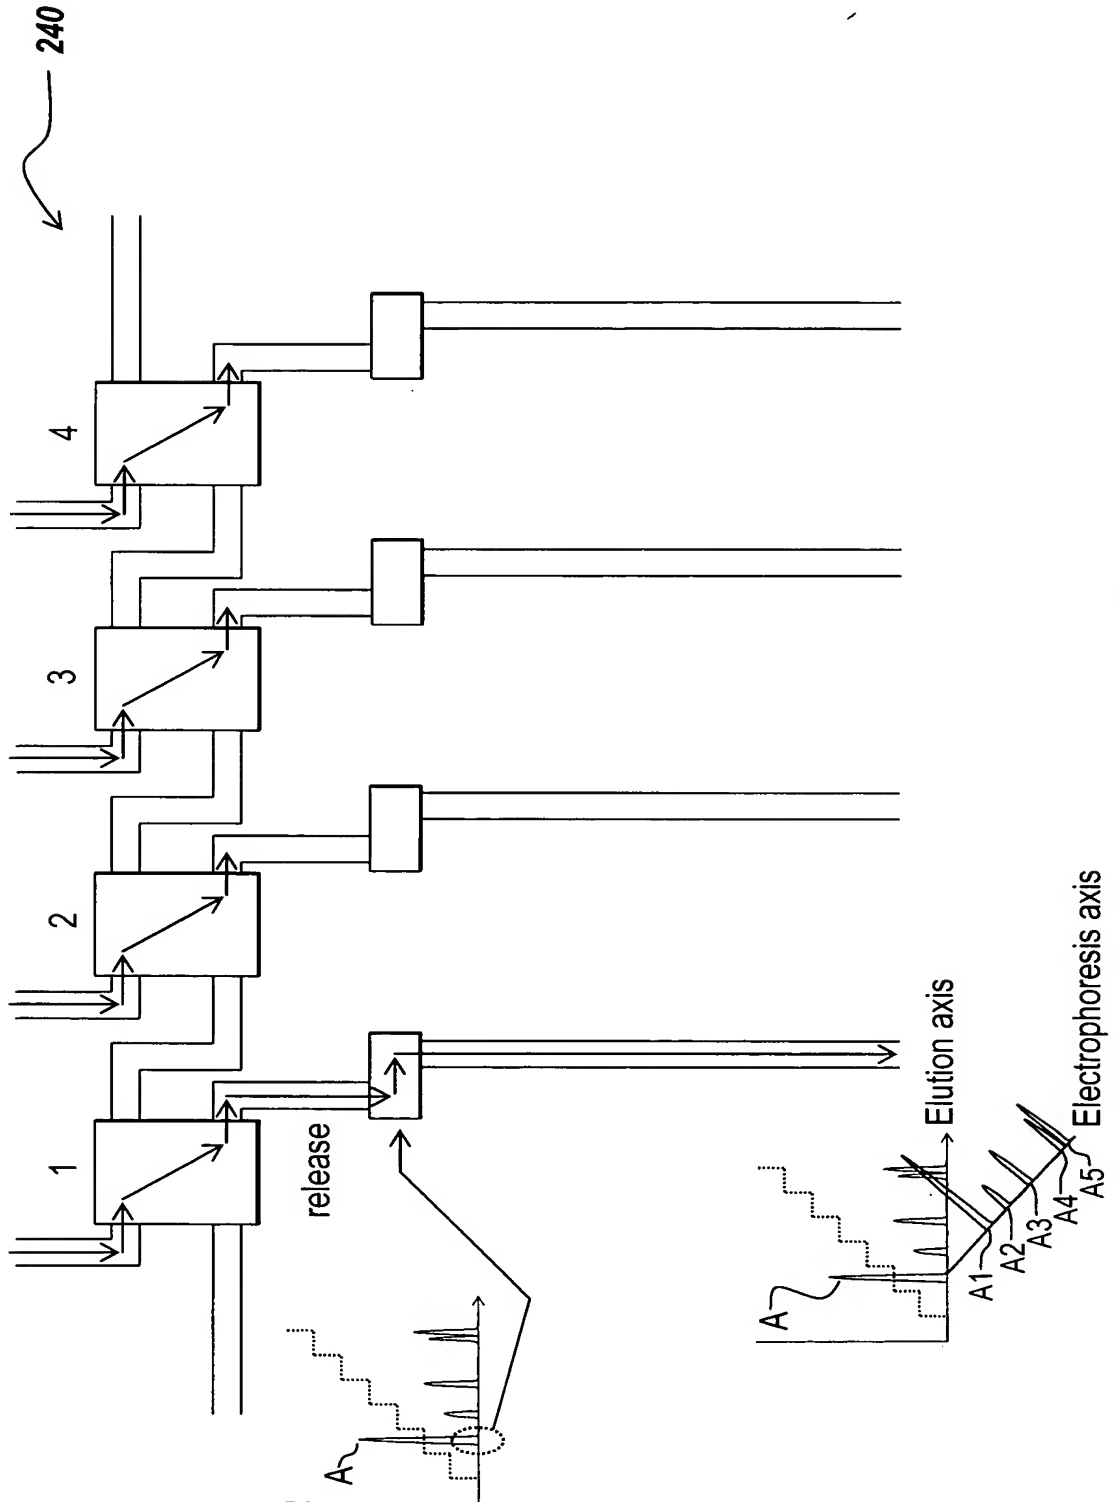 240
1
2
3
4
release
A
A
Elution axis
A1
A2
A3
A4
A5
Electrophoresis axis